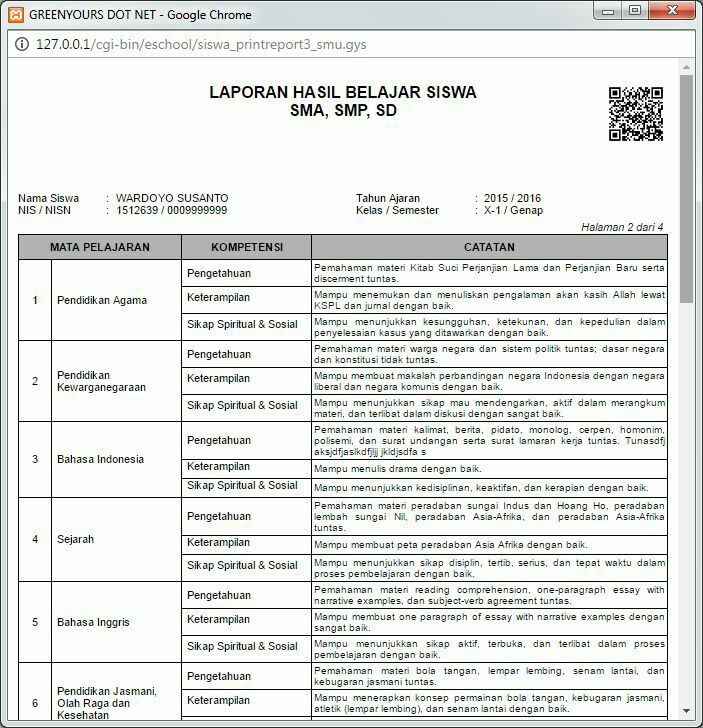 GREENYOURS DOT NET - Google Chrome
127.0.0.1/cgi-bin/eschool/siswa_printreport3_smu.gys
LAPORAN HASIL BELAJAR SISWA
SMA, SMP, SD
Nama Siswa : WARDOYO SUSANTO Tahun Ajaran : 2015 / 2016
NIS / NISN : 1512639 / 0009999999 Kelas / Semester : X-1 / Genap
Halaman 2 dari 4
MATA PELAJARAN KOMPETENSI CATATAN
1 Pendidikan Agama
Pengetahuan
Pemahaman materi Kitab Suci Perjanjian Lama dan Perjanjian Baru serta
discerment tuntas.
Keterampilan
Mampu menemukan dan menuliskan pengalaman akan kasih Allah lewat
KSPL dan jurnal dengan baik.
Sikap Spiritual & Sosial
Mampu menunjukkan kesungguhan, ketekunan, dan kepedulian dalam
penyelesaian kasus yang ditawarkan dengan baik.
2 Pendidikan
Kewarganegaraan
Pengetahuan
Pemahaman materi warga negara dan sistem politik tuntas; dasar negara
dan konstitusi tidak tuntas.
Keterampilan
Mampu membuat makalah perbandingan negara Indonesia dengan negara
liberal dan negara komunis dengan baik.
Sikap Spiritual & Sosial
Mampu menunjukkan sikap mau mendengarkan, aktif dalam merangkum
materi, dan terlibat dalam diskusi dengan sangat baik.
3 Bahasa Indonesia
Pengetahuan
Pemahaman materi kalimat, berita, pidato, monolog, cerpen, homonim,
polisemi, dan surat undangan serta surat lamaran kerja tuntas. Tunasdfj
aksjdfjaslkdfjljj jkldjsdfa s
Keterampilan
Mampu menulis drama dengan baik.
Sikap Spiritual & Sosial
Mampu menunjukkan kedisiplinan, keaktifan, dan kerapian dengan baik.
4 Sejarah
Pengetahuan
Pemahaman materi peradaban sungai Indus dan Hoang Ho, peradaban
lembah sungai Nil, peradaban Asia-Afrika, dan peradaban Asia-Afrika
tuntas.
Keterampilan
Mampu membuat peta peradaban Asia Afrika dengan baik.
Sikap Spiritual & Sosial
Mampu menunjukkan sikap disiplin, tertib, serius, dan tepat waktu dalam
proses pembelajaran dengan baik.
5 Bahasa Inggris
Pengetahuan
Pemahaman materi reading comprehension, one-paragraph essay with
narrative examples, dan subject-verb agreement tuntas.
Keterampilan
Mampu membuat one paragraph of essay with narrative examples dengan
sangat baik.
Sikap Spiritual & Sosial
Mampu menunjukkan sikap aktif, terbuka, dan terlibat dalam proses
pembelajaran dengan baik.
6 Pendidikan Jasmani,
Olah Raga dan
Kesehatan
Pengetahuan
Pemahaman materi bola tangan, lempar lembing, senam lantai, dan
kebugaran jasmani tuntas.
Keterampilan
Mampu menerapkan konsep permainan bola tangan, kebugaran jasmani,
atletik (lempar lembing), dan senam lantai dengan baik.